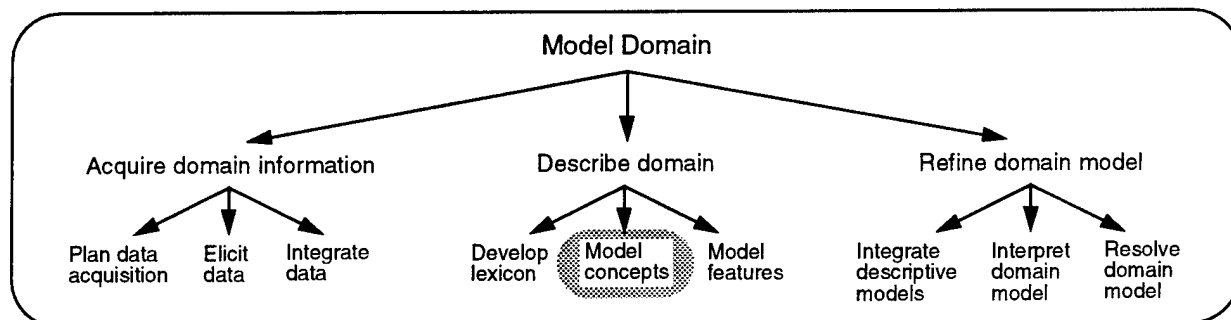 Model Domain
Acquire domain information
Describe domain
Refine domain model
Plan data
acquisition
Elicit
data
Integrate
data
Develop
lexicon
Model
concepts
Model
features
Integrate
descriptive
models
Interpret
domain
model
Resolve
domain
model